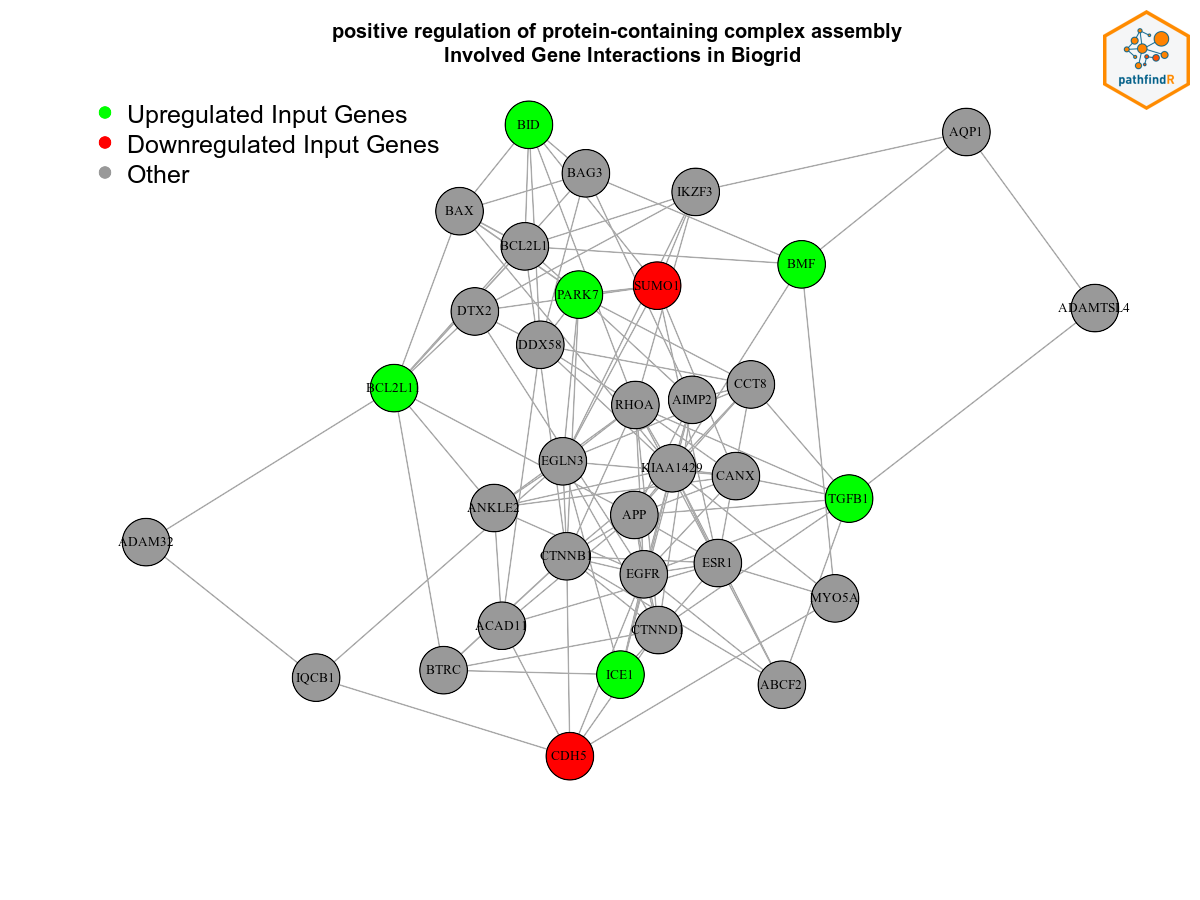 positive regulation of protein-containing complex assembly
Involved Gene Interactions in Biogrid
pathfindR
Upregulated Input Genes
Downregulated Input Genes
Other
BID
AQP1
BAG3
IKZF3
BAX
BCL2L1
BMF
SUMO1
PARK7
ADAMTSL4
DTX2
DDX58
BCL2L1
CCT8
RHOA
AIMP2
EGLN3
KIAA1429
CANX
TGFB1
ANKLE2
APP
ADAM32
CTNNB1
ESR1
EGFR
MYO5A
ACAD11
CTNND1
BTRC
ICE1
IQCB1
ABCF2
CDH5